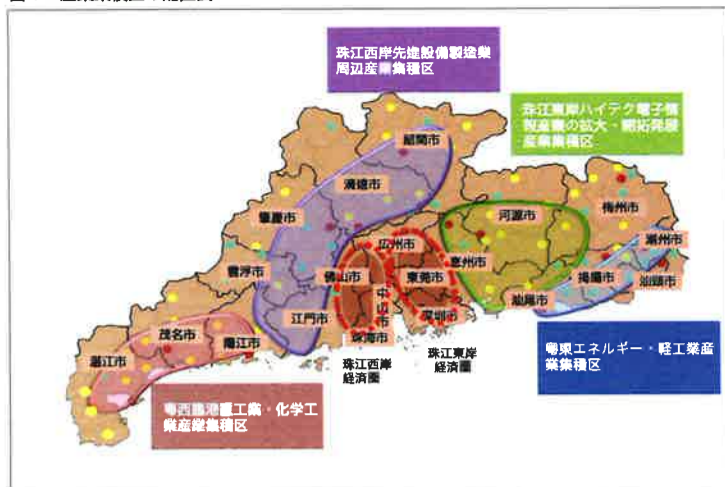 珠江西岸先進設備製造業
周辺産業集積区
珠江東岸ハイテク電子情
報産業の拡大・開拓発展
産業集積区
韶関市
清遠市
肇慶市
河源市
梅州市
潮州市
広州市
雲浮市
佛山市
東莞市
恵州市
掲陽市
汕頭市
中山市
江門市
深圳市
汕尾市
珠海市
茂名市
陽江市
湛江市
珠江西岸
経済圏
珠江東岸
経済圏
粤東エネルギー・軽工業産
業集積区
粤西臨港重工業・化学工
業産業集積区